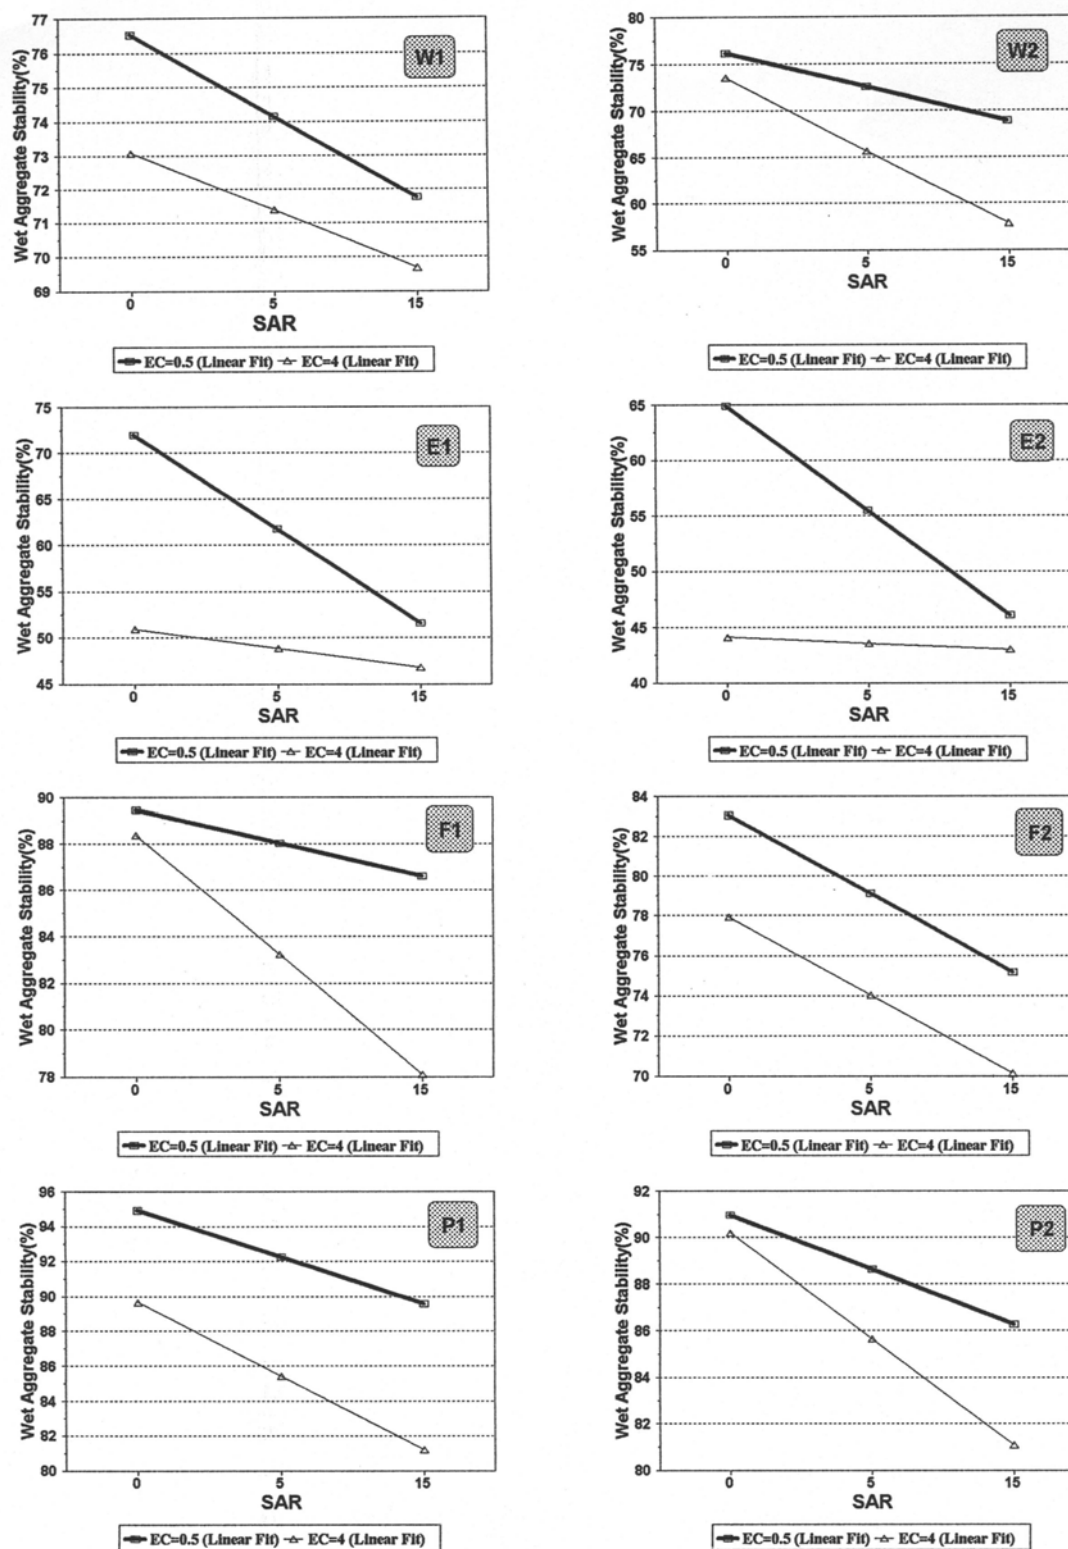 W1
Wet Aggregate Stability(%)
77
76
75
74
73
72
71
70
69
0 5 15
SAR
EC=0.5 (Linear Fit) EC=4 (Linear Fit)
W2
Wet Aggregate Stability(%)
80
75
70
65
60
55
0 5 15
SAR
EC=0.5 (Linear Fit) EC=4 (Linear Fit)
E1
Wet Aggregate Stability(%)
75
70
65
60
55
50
45
0 5 15
SAR
EC=0.5 (Linear Fit) EC=4 (Linear Fit)
E2
Wet Aggregate Stability(%)
65
60
55
50
45
40
0 5 15
SAR
EC=0.5 (Linear Fit) EC=4 (Linear Fit)
F1
Wet Aggregate Stability(%)
90
88
86
84
82
80
78
0 5 15
SAR
EC=0.5 (Linear Fit) EC=4 (Linear Fit)
F2
Wet Aggregate Stability(%)
84
82
80
78
76
74
72
70
0 5 15
SAR
EC=0.5 (Linear Fit) EC=4 (Linear Fit)
P1
Wet Aggregate Stability(%)
96
94
92
90
88
86
84
82
80
0 5 15
SAR
EC=0.5 (Linear Fit) EC=4 (Linear Fit)
P2
Wet Aggregate Stability(%)
92
90
88
86
84
82
80
0 5 15
SAR
EC=0.5 (Linear Fit) EC=4 (Linear Fit)